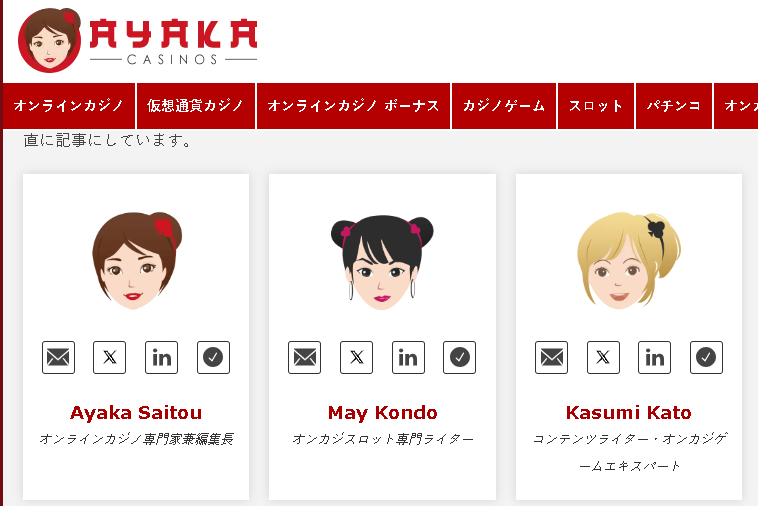 AYAKA
CASINOS
オンラインカジノ
仮想通貨カジノ
オンラインカジノ ボーナス
カジノゲーム
スロット
パチンコ
オンカ
直に記事にしています。
Ayaka Saitou
オンラインカジノ専門家兼編集長
May Kondo
オンカジスロット専門ライター
Kasumi Kato
コンテンツライター・オンカジゲ
ームエキスパート